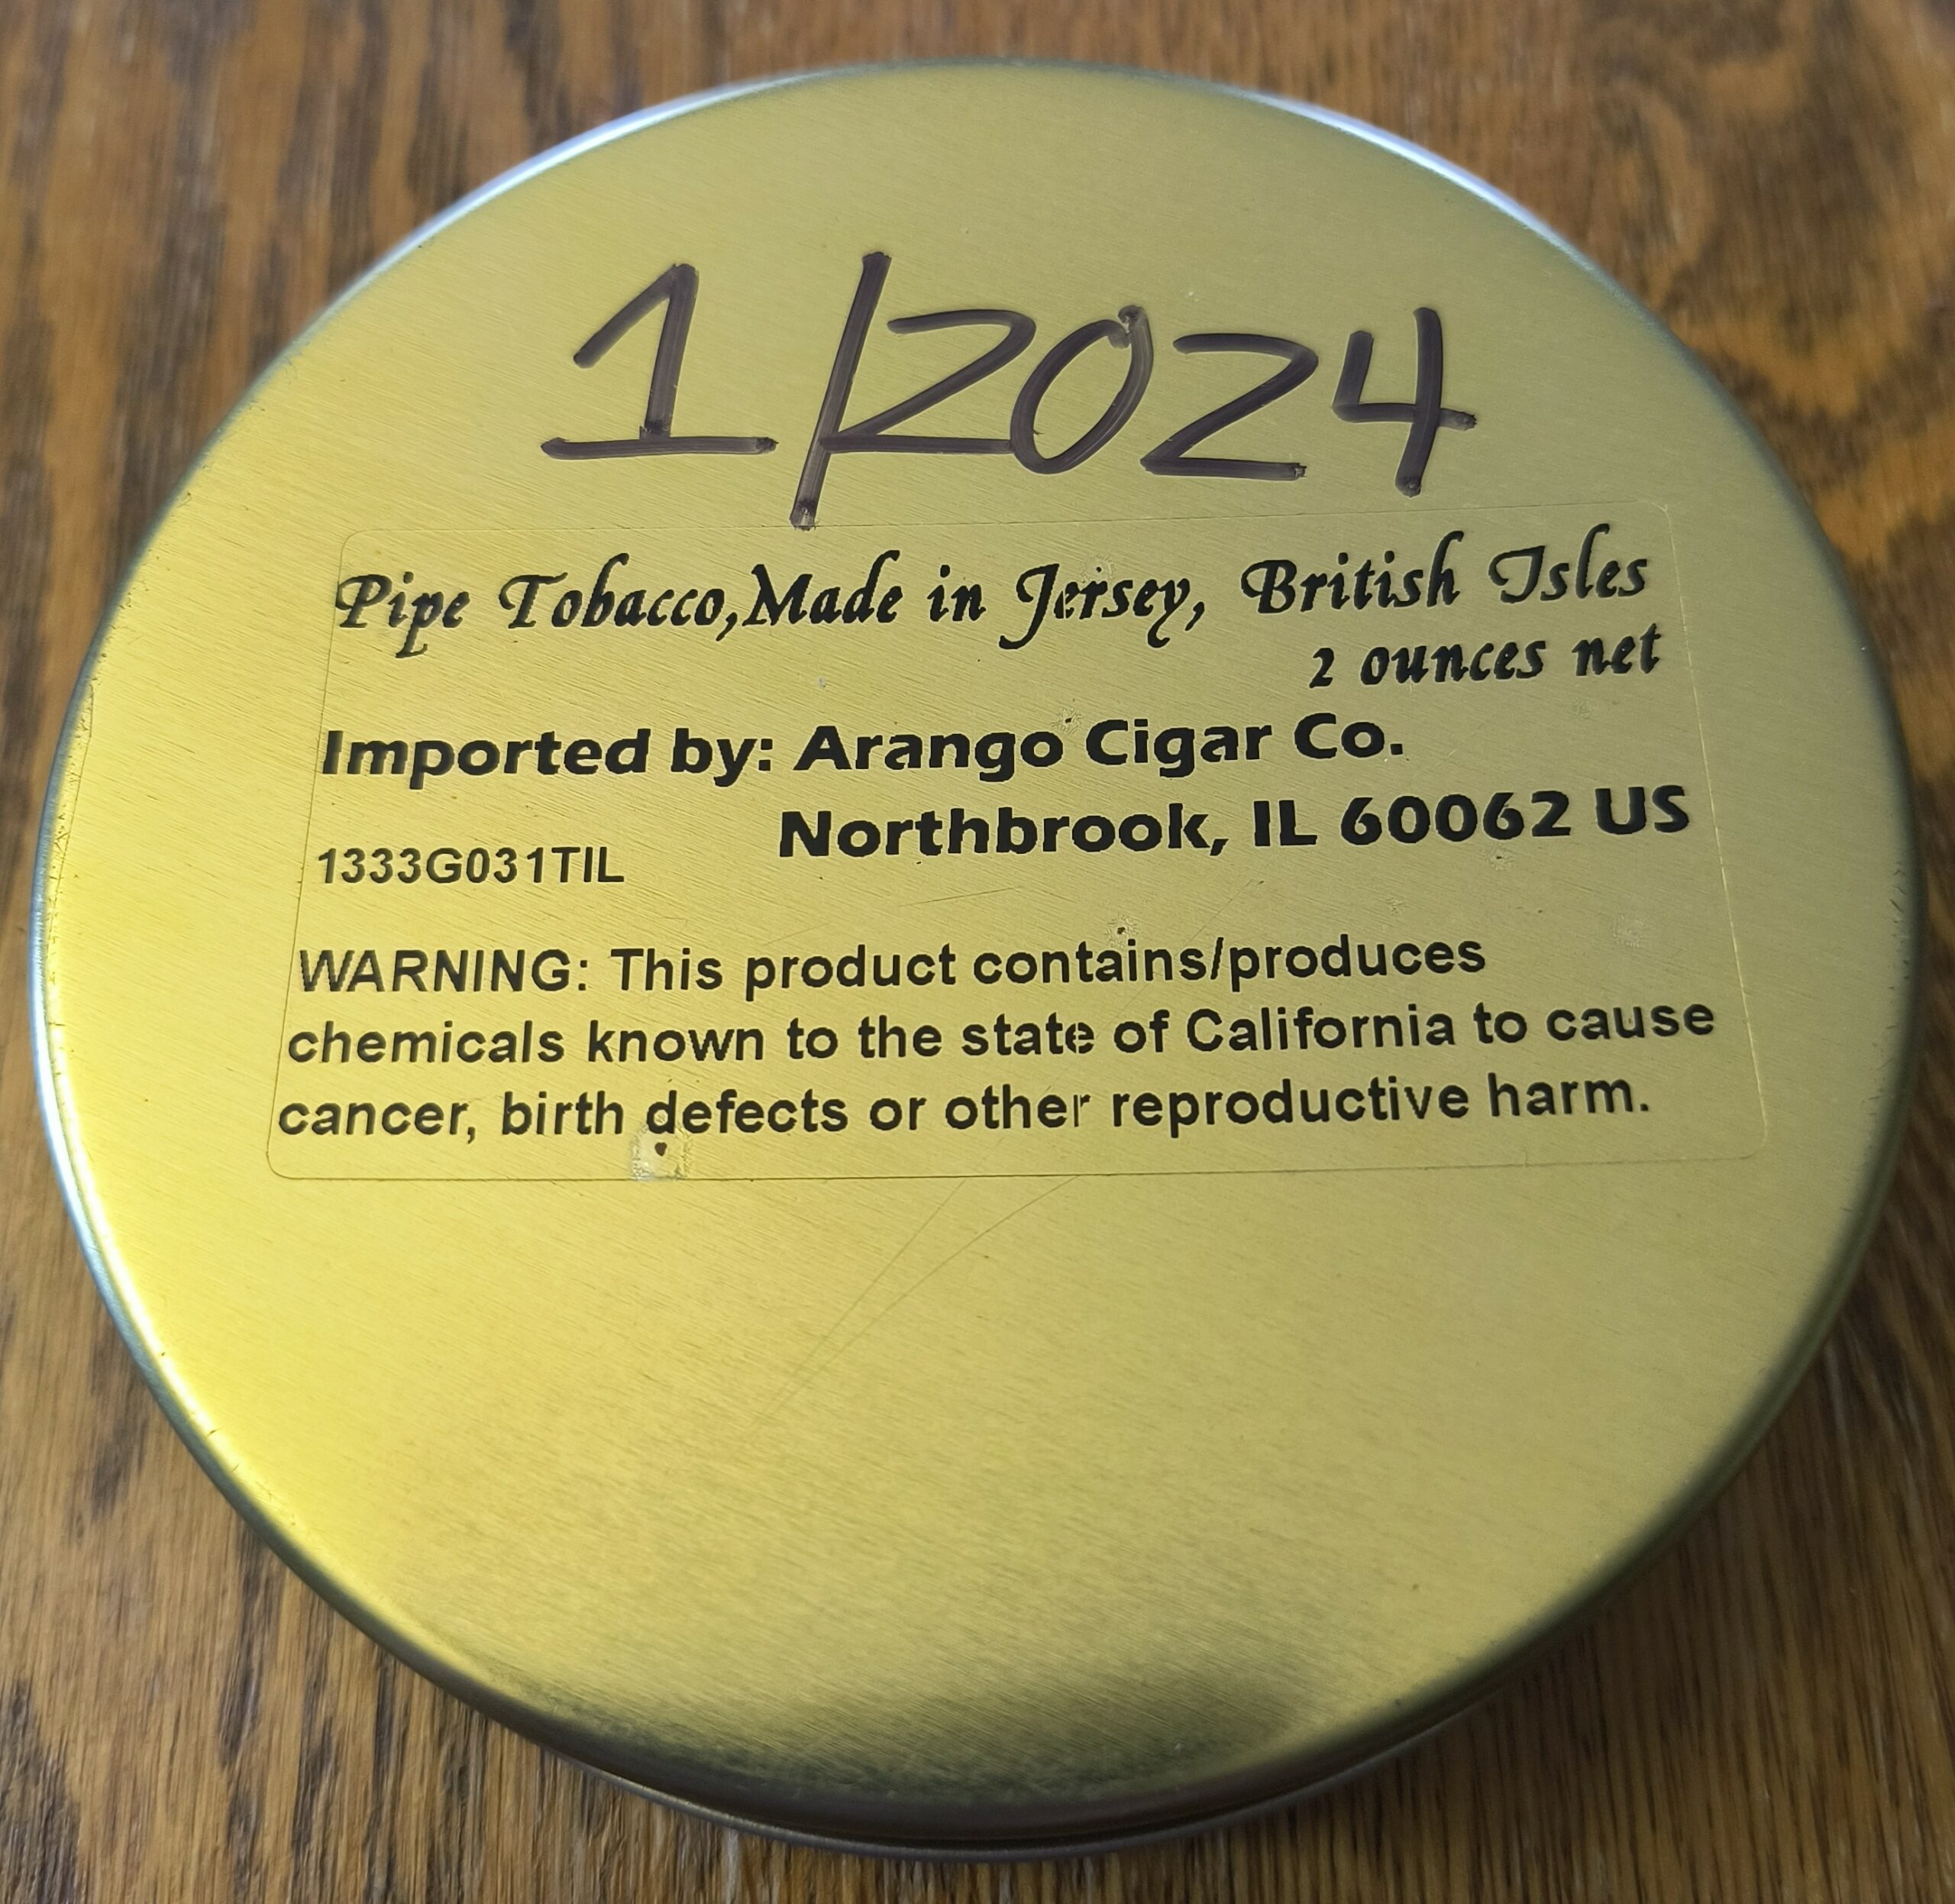 1/2024
Pipe Tobacco,Made in Jersey, British Isles
2 ounces net
Imported by: Arango Cigar Co.
Northbrook, IL 60062 US
1333G031TIL
WARNING: This product contains/produces
chemicals known to the state of California to cause
cancer, birth defects or other reproductive harm.